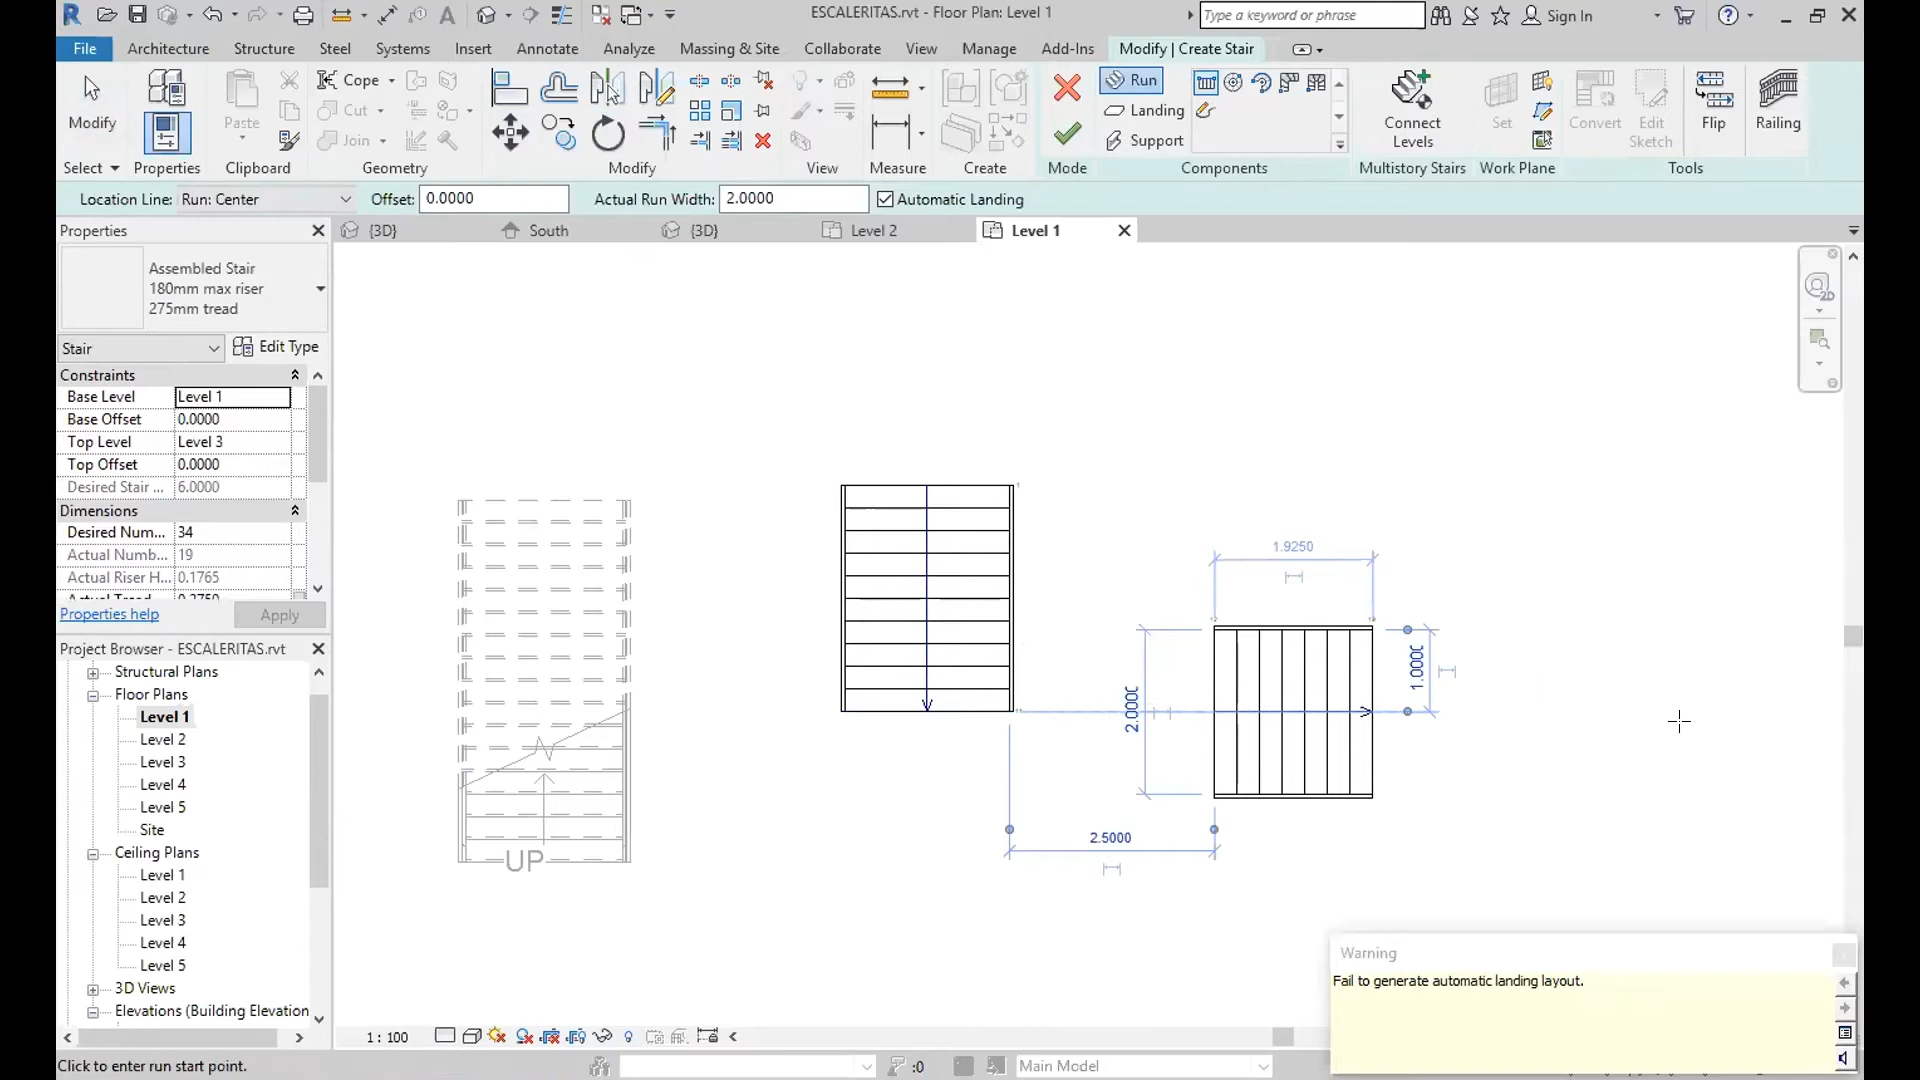 ESCALERITAS.rvt - Floor Plan: Level 1
Type a keyword or phrase
Sign In
File Architecture Structure Steel Systems Insert Annotate Analyze Massing & Site Collaborate View Manage Add-Ins Modify | Create Stair
Modify
Paste
Cope
Cut
Join
Run
Landing
Support
Connect Levels
Set
Convert
Edit Sketch
Flip
Railing
Select Properties Clipboard Geometry Modify View Measure Create Mode Components Multistory Stairs Work Plane Tools
Location Line: Run: Center Offset: 0.0000 Actual Run Width: 2.0000 Automatic Landing
Properties
{3D} South {3D} Level 2 Level 1
Assembled Stair
180mm max riser
275mm tread
Stair Edit Type
Constraints
Base Level Level 1
Base Offset 0.0000
Top Level Level 3
Top Offset 0.0000
Desired Stair ... 6.0000
Dimensions
Desired Num... 34
Actual Numb... 19
Actual Riser H... 0.1765
Properties help Apply
Project Browser - ESCALERITAS.rvt
Structural Plans
Floor Plans
Level 1
Level 2
Level 3
Level 4
Level 5
Site
Ceiling Plans
Level 1
Level 2
Level 3
Level 4
Level 5
3D Views
Elevations (Building Elevation
1.9250
1.000
2.000
2.5000
UP
2D
Warning
Fail to generate automatic landing layout.
1 : 100
Click to enter run start point.
:0
Main Model